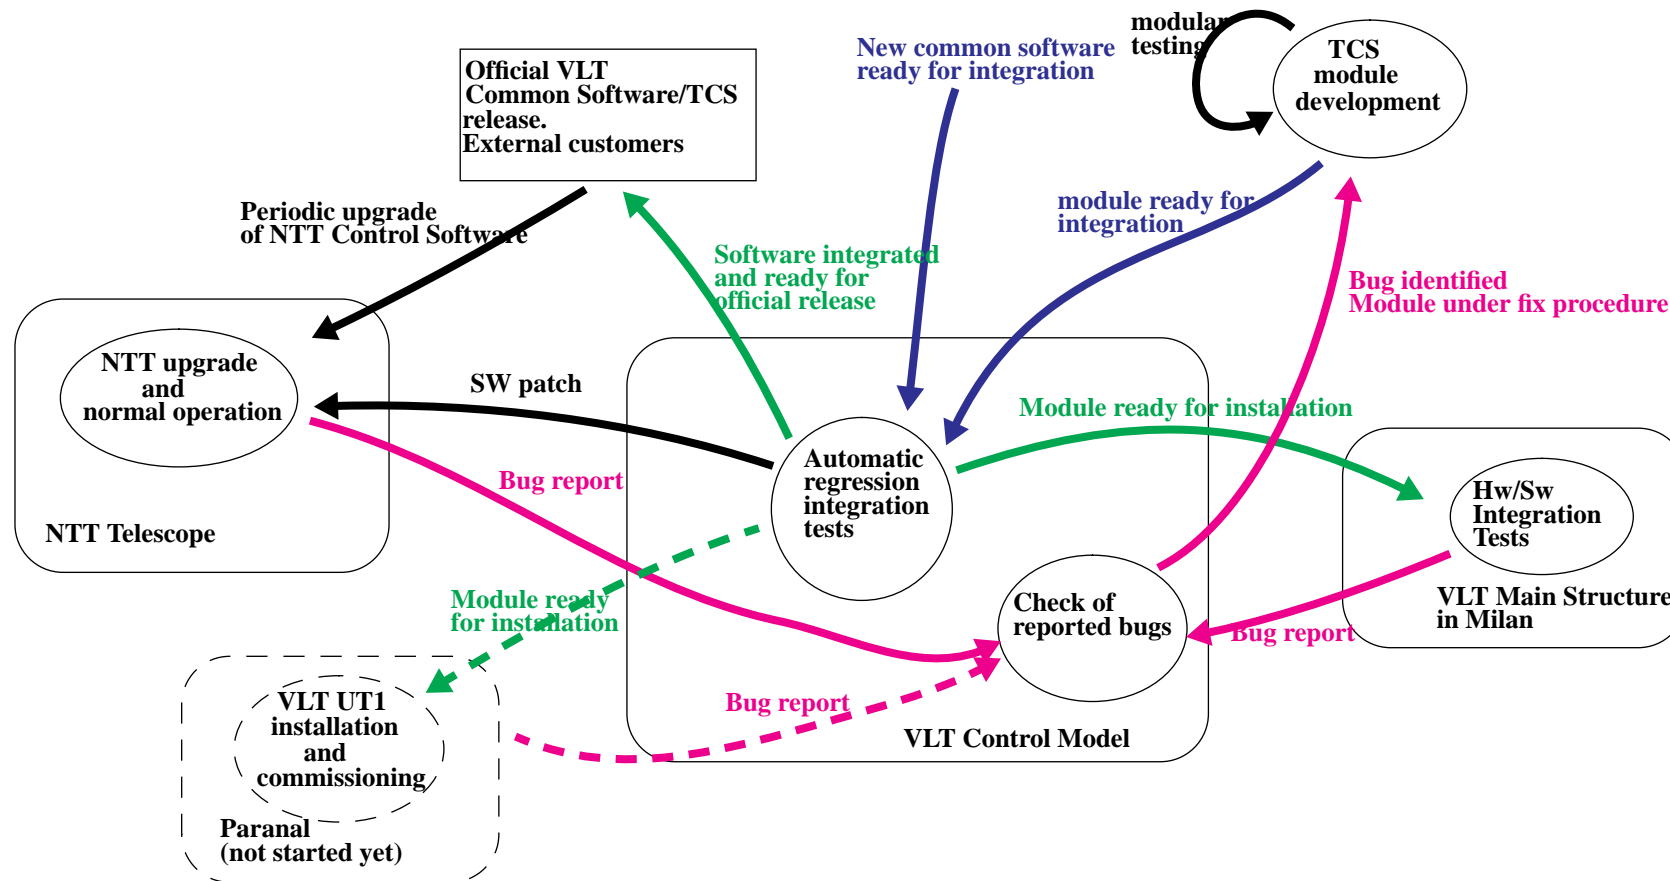 modular
testing
New common software
ready for integration
TCS
module
development
Official VLT
Common Software/TCS
release.
External customers
Periodic upgrade
of NTT Control Software
module ready for
integration
Software integrated
and ready for
official release
Bug identified
Module under fix procedure
NTT upgrade
and
normal operation
SW patch
Module ready for installation
Automatic
regression
integration
tests
Bug report
Hw/Sw
Integration
Tests
NTT Telescope
Module ready
for installation
Check of
reported bugs
VLT Main Structure
in Milan
Bug report
VLT UT1
installation
and
commissioning
Bug report
VLT Control Model
Paranal
(not started yet)